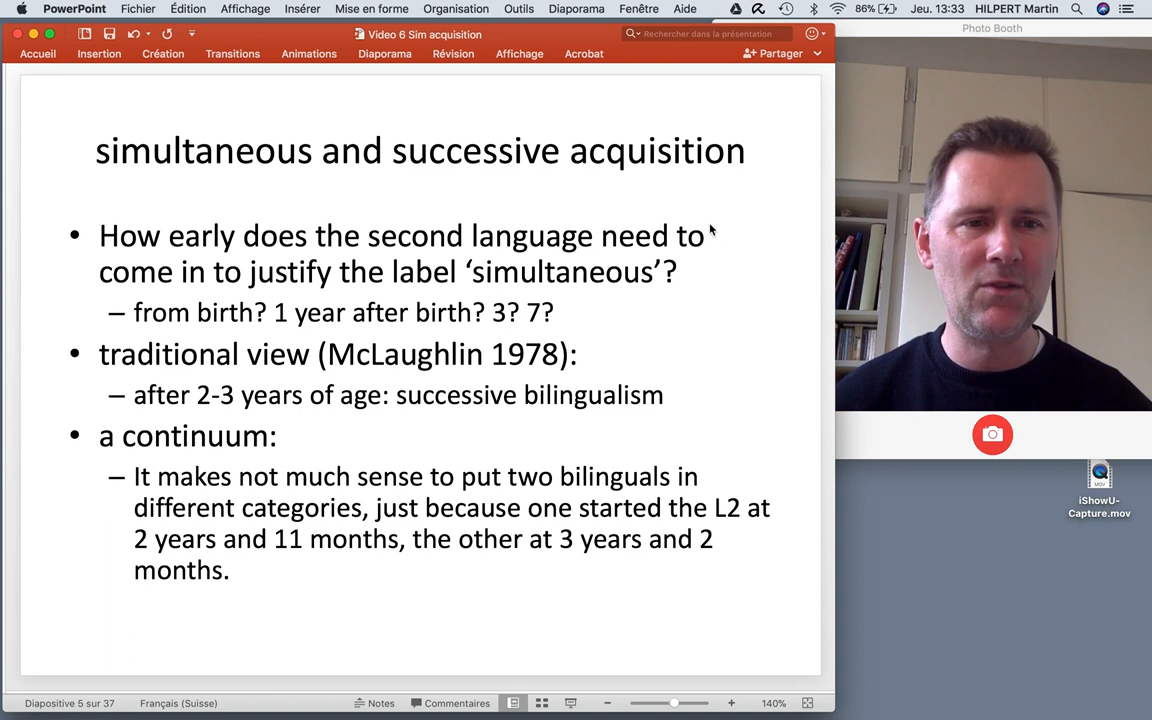 PowerPoint Fichier Édition Affichage Insérer Mise en forme Organisation Outils Diaporama Fenêtre Aide 86% Jeu. 13:33 HILPERT Martin
Photo Booth
Video 6 Sim acquisition
Rechercher dans la présentation
Accueil Insertion Création Transitions Animations Diaporama Révision Affichage Acrobat Partager
simultaneous and successive acquisition
• How early does the second language need to
come in to justify the label ‘simultaneous’?
– from birth? 1 year after birth? 3? 7?
• traditional view (McLaughlin 1978):
– after 2-3 years of age: successive bilingualism
• a continuum:
– It makes not much sense to put two bilinguals in
different categories, just because one started the L2 at
2 years and 11 months, the other at 3 years and 2
months.
MOV
iShowU-
Capture.mov
Diapositive 5 sur 37 Français (Suisse) Notes Commentaires 140%